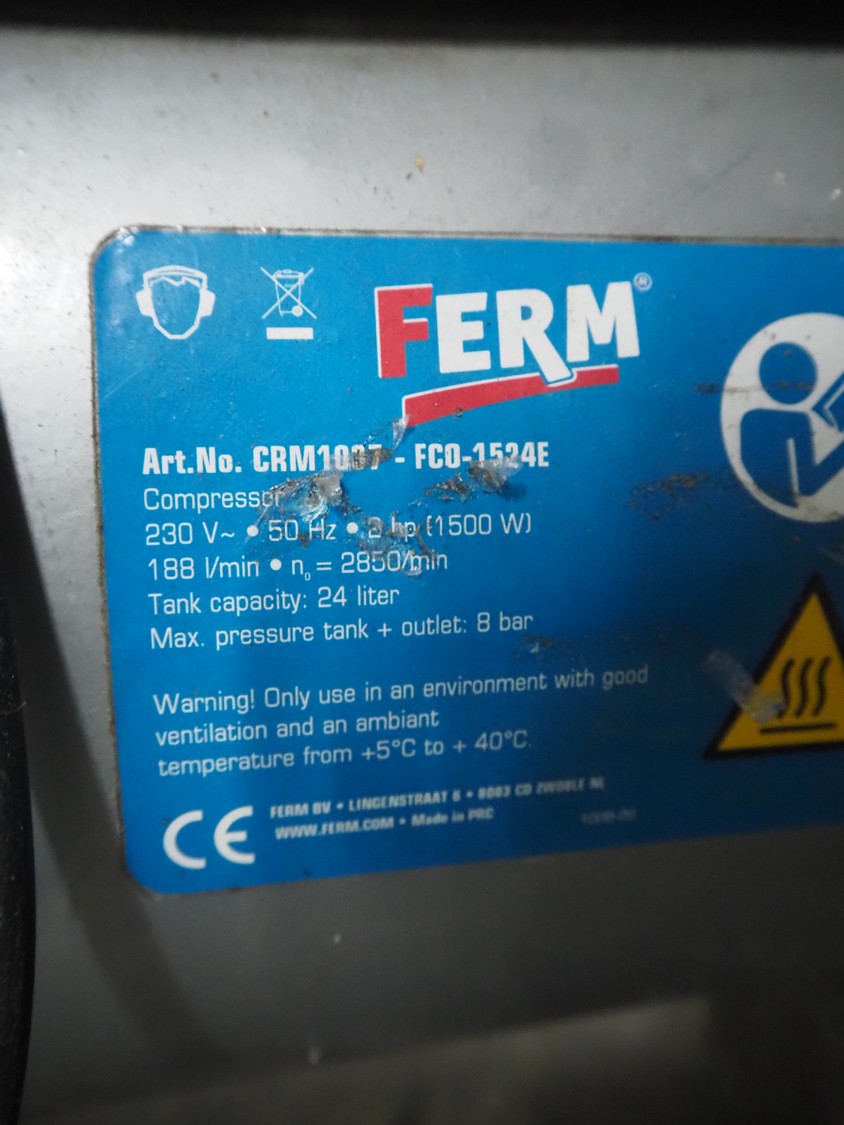 FERM®
Art.No. CRM1037 - FCO-1524E
Compressor
230 V~ • 50 Hz • 2 hp (1500 W)
188 l/min • n₀ = 2850/min
Tank capacity: 24 liter
Max. pressure tank + outlet: 8 bar
Warning! Only use in an environment with good
ventilation and an ambiant
temperature from +5°C to + 40°C.
CE
FERM BV • LINGENSTRAAT 6 • 8003 CD ZWOLLE NL
WWW.FERM.COM • Made in PRC